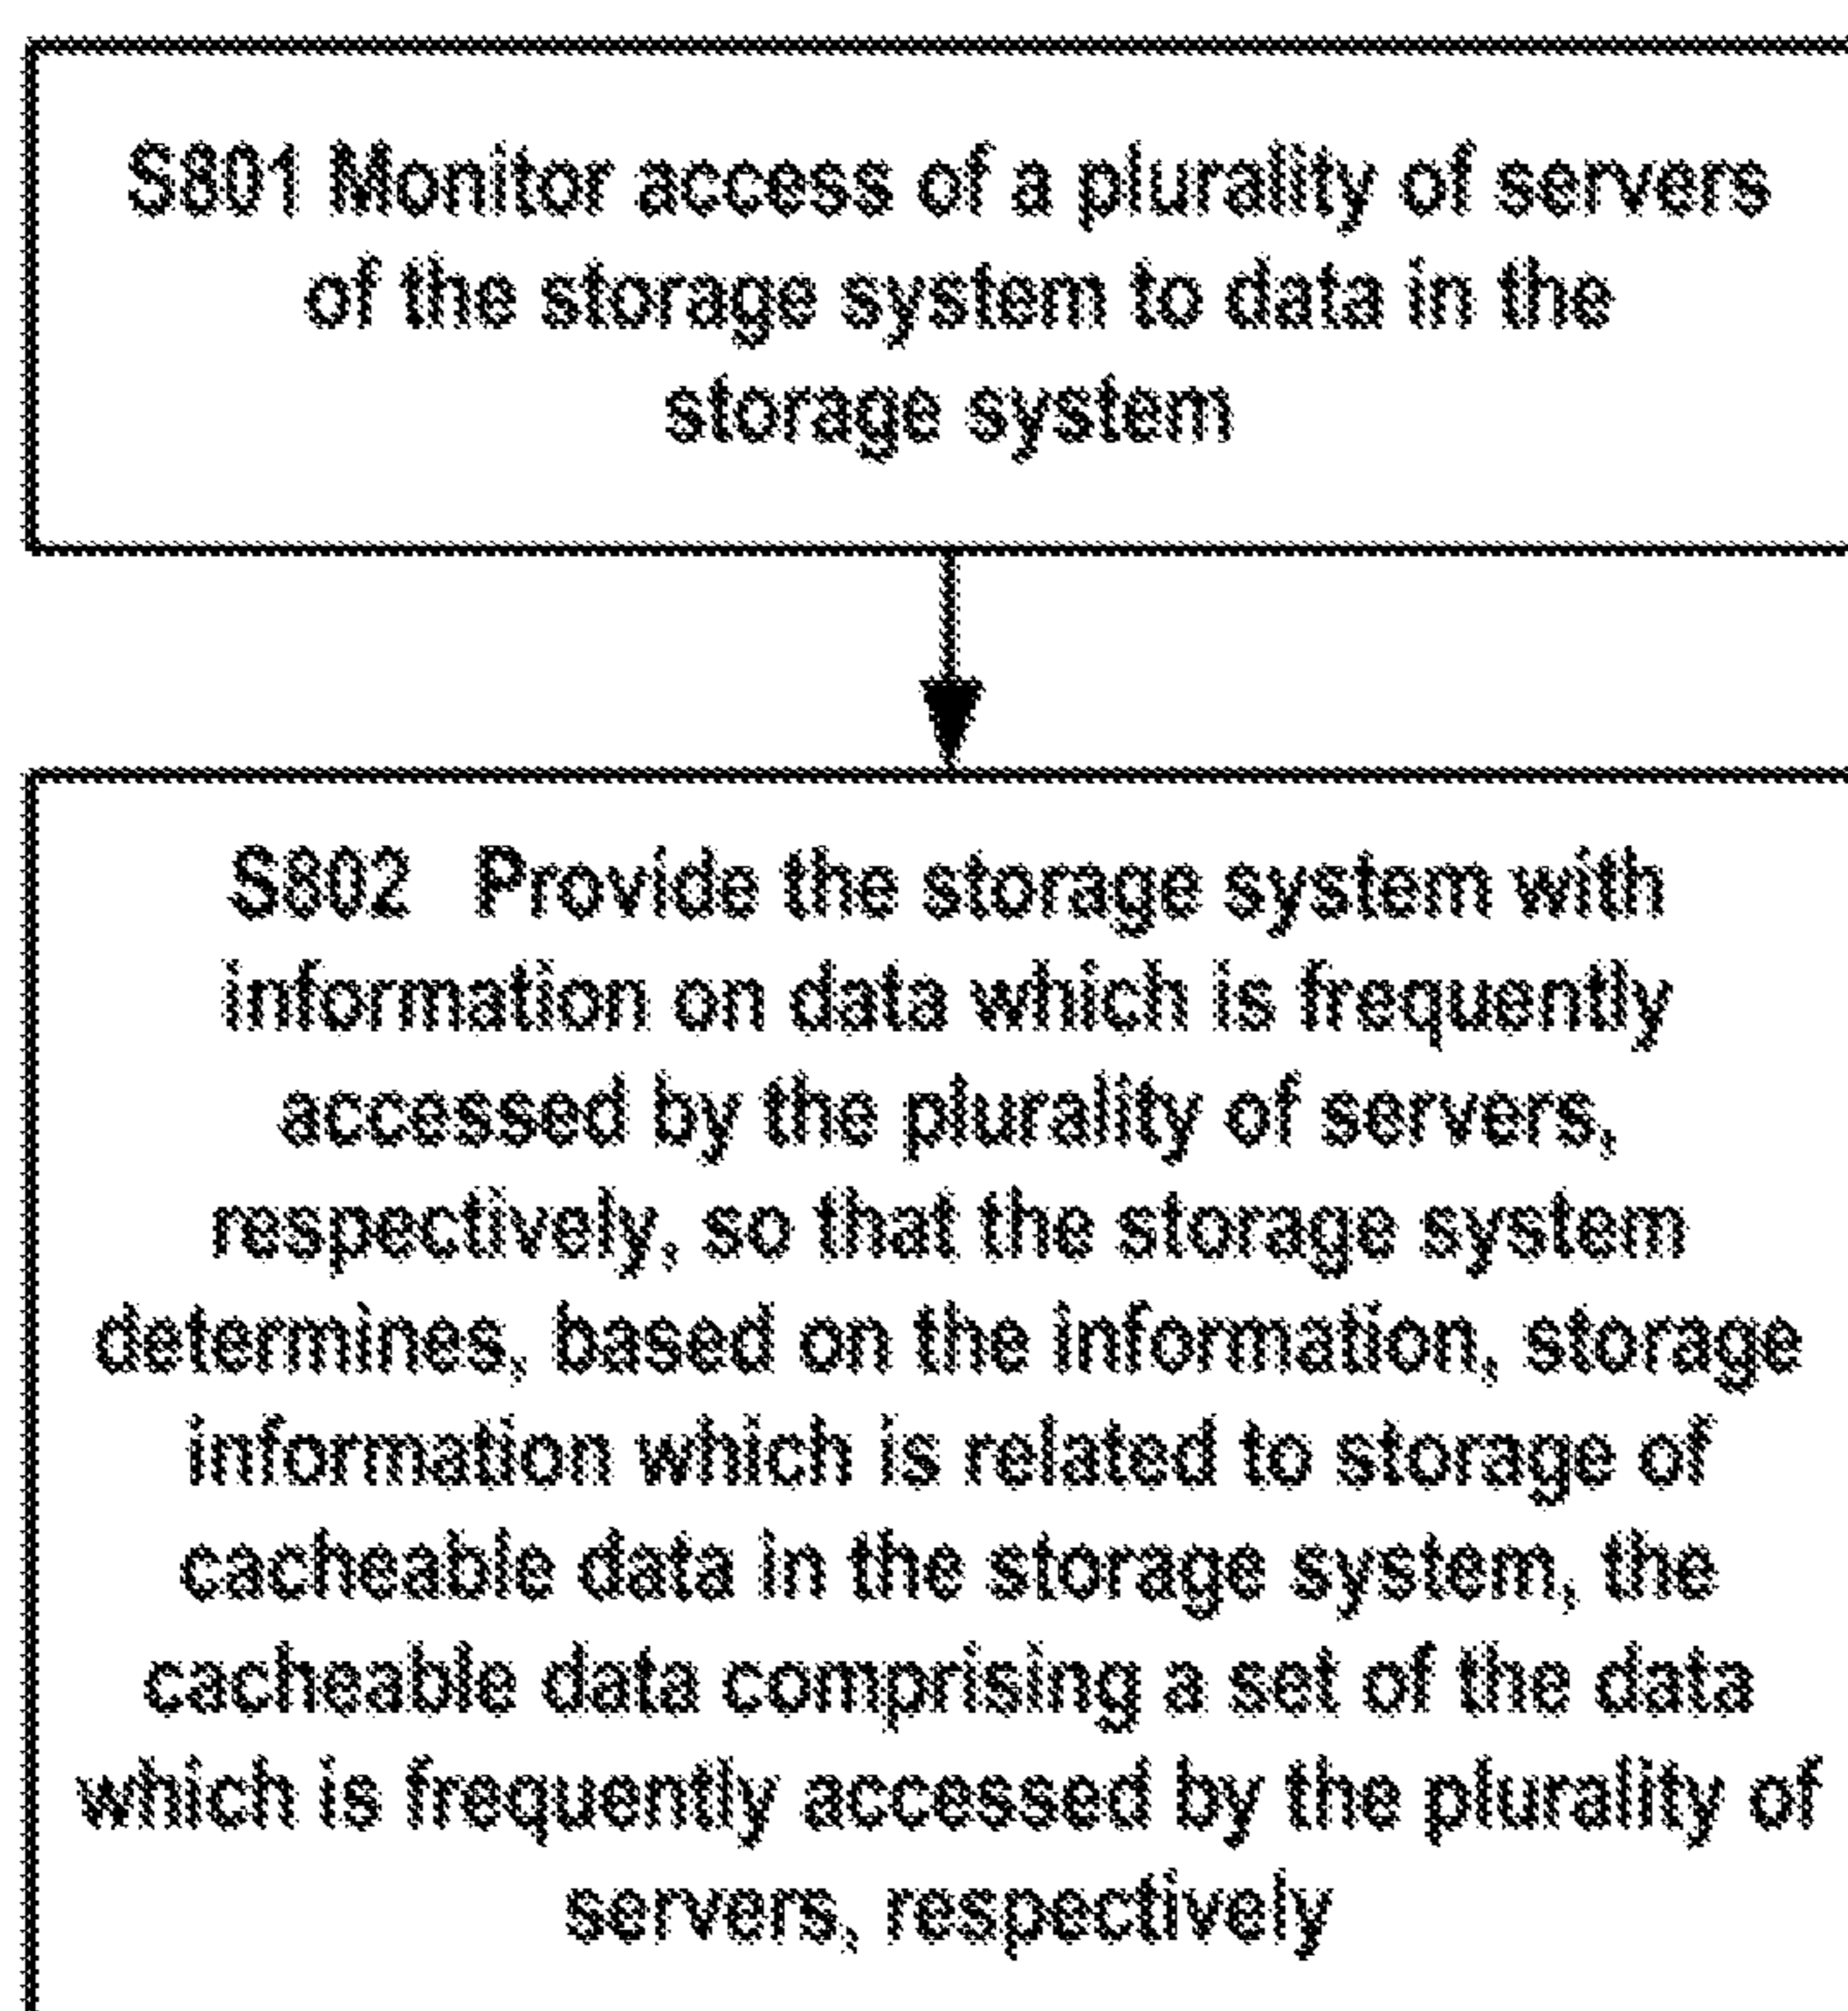 S801 Monitor access of a plurality of servers
of the storage system to data in the
storage system
S802 Provide the storage system with
information on data which is frequently
accessed by the plurality of servers,
respectively, so that the storage system
determines, based on the information, storage
information which is related to storage of
cacheable data in the storage system, the
cacheable data comprising a set of the data
which is frequently accessed by the plurality of
servers, respectively